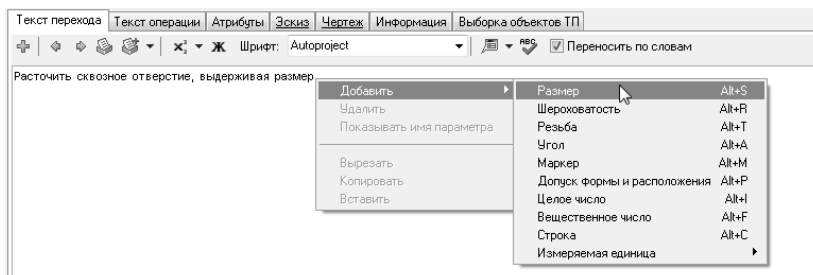 Текст перехода Текст операции Атрибуты Эскиз Чертеж Информация Выборка объектов ТП
x² Ж Шрифт: Autoproject ABC Переносить по словам
Расточить сквозное отверстие, выдерживая размер
Добавить
Удалить
Показывать имя параметра
Вырезать
Копировать
Вставить
Размер Alt+S
Шероховатость Alt+R
Резьба Alt+T
Угол Alt+A
Маркер Alt+M
Допуск формы и расположения Alt+P
Целое число Alt+I
Вещественное число Alt+F
Строка Alt+C
Измеряемая единица